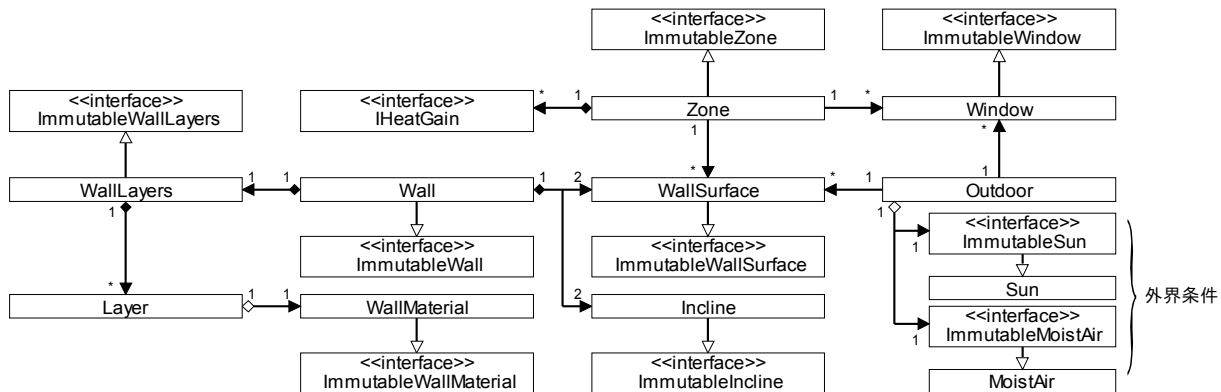 <<interface>>
ImmutableZone
<<interface>>
ImmutableWindow
<<interface>>
ImmutableWallLayers
<<interface>>
IHeatGain
* 1
Zone
1 *
Window
1
*
1
*
WallLayers
1 1
Wall
1 2
WallSurface
* 1
Outdoor
1
1
<<interface>>
ImmutableWall
<<interface>>
ImmutableWallSurface
<<interface>>
ImmutableSun
1
Sun
外界条件
*
Layer
1 1
WallMaterial
2
Incline
<<interface>>
ImmutableMoistAir
1
<<interface>>
ImmutableWallMaterial
<<interface>>
ImmutableIncline
MoistAir